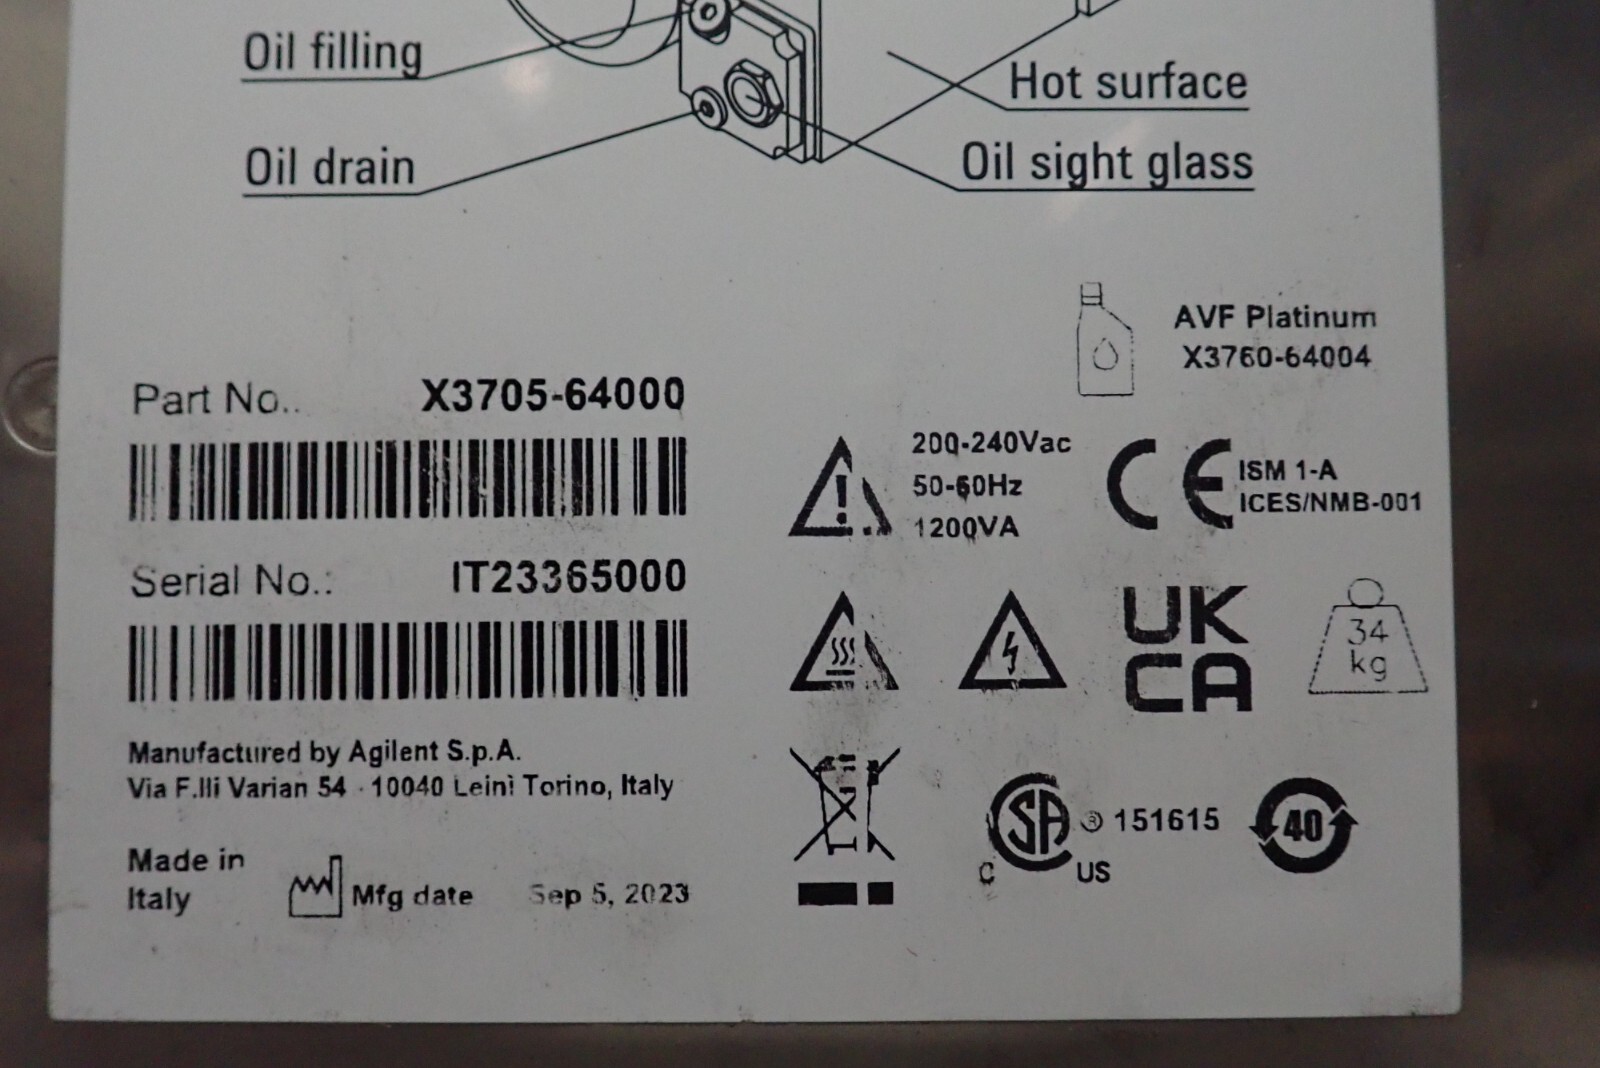 Oil filling
Hot surface
Oil drain
Oil sight glass
AVF Platinum
X3760-64004
Part No..
X3705-64000
200-240Vac
50-60Hz
1200VA
CE
ISM 1-A
ICES/NMB-001
Serial No.:
IT23365000
UK
CA
34
kg
Manufactured by Agilent S.p.A.
Via F.lli Varian 54 - 10040 Leinì Torino, Italy
C SA US ® 151615
40
Made in
Italy
Mfg date Sep 5, 2023